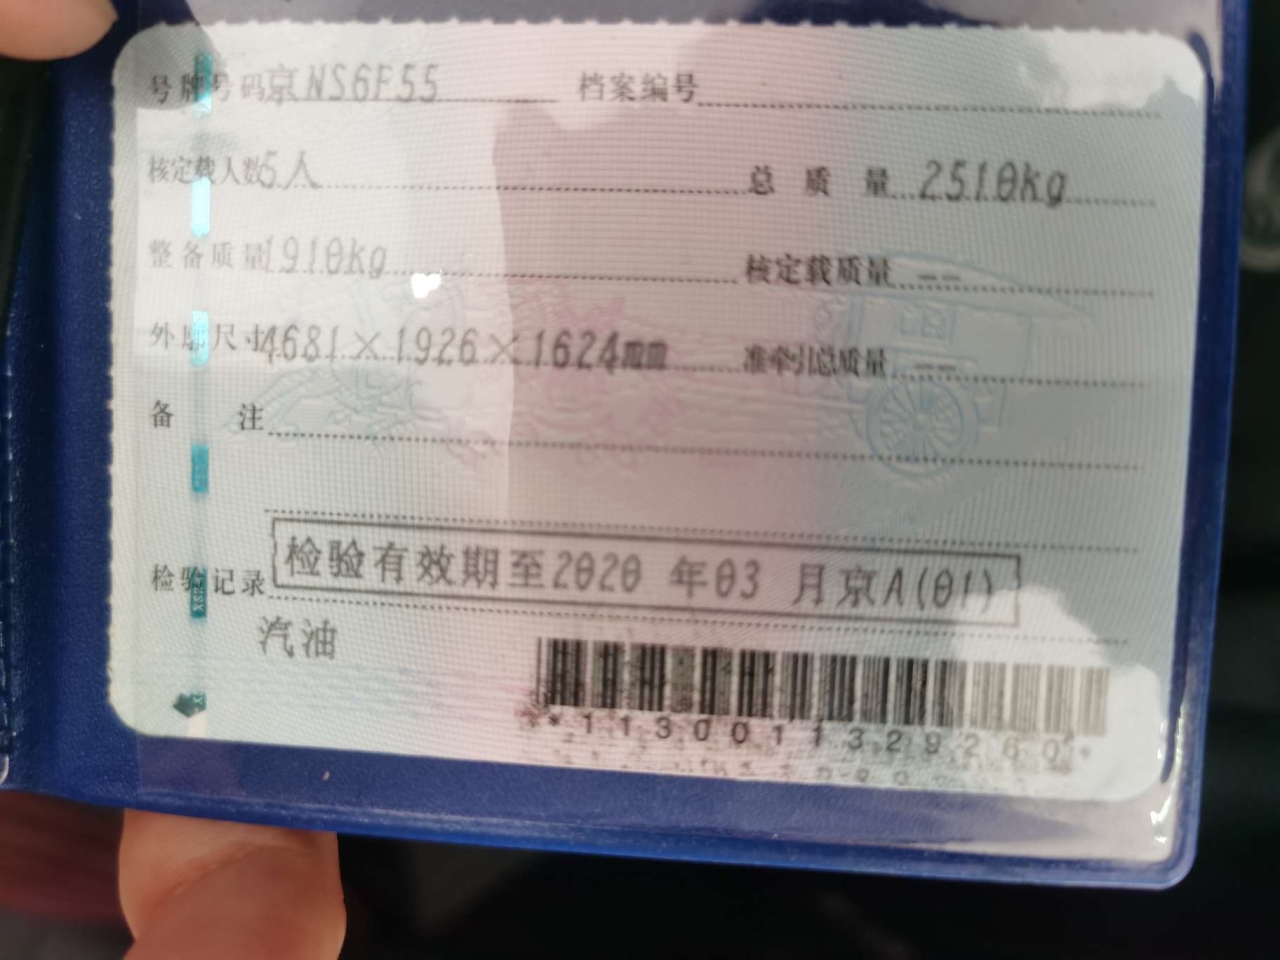 号牌号码京NS6F55 档案编号
核定载人数5人 总质量2510kg
整备质量1910kg 核定载质量--
外廓尺寸4681×1926×1624mm 准牵引总质量--
备注
检验记录 检验有效期至2020 年03 月京A(01)
汽油
*1130011329260*